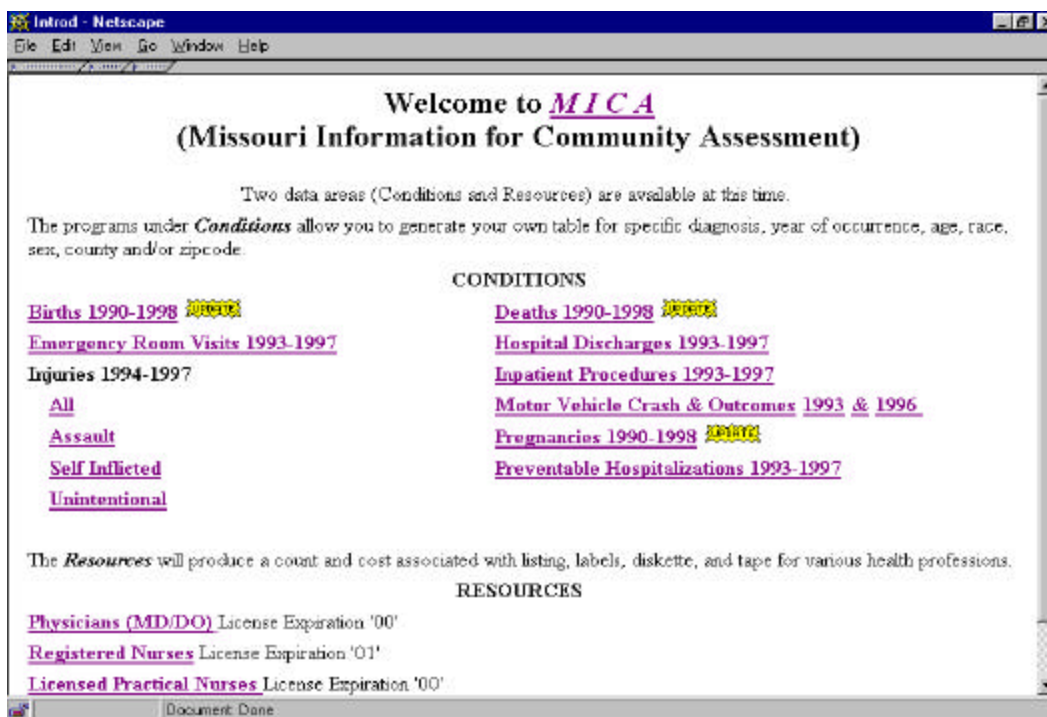 Introd - Netscape
File Edit View Go Window Help
Welcome to M I C A
(Missouri Information for Community Assessment)
Two data areas (Conditions and Resources) are available at this time.
The programs under Conditions allow you to generate your own table for specific diagnosis, year of occurrence, age, race,
sex, county and/or zipcode.
CONDITIONS
Births 1990-1998
Deaths 1990-1998
Emergency Room Visits 1993-1997
Hospital Discharges 1993-1997
Injuries 1994-1997
Inpatient Procedures 1993-1997
All
Motor Vehicle Crash & Outcomes 1993 & 1996
Assault
Pregnancies 1990-1998
Self Inflicted
Preventable Hospitalizations 1993-1997
Unintentional
The Resources will produce a count and cost associated with listing, labels, diskette, and tape for various health professions.
RESOURCES
Physicians (MD/DO) License Expiration '00'
Registered Nurses License Expiration '01'
Licensed Practical Nurses License Expiration '00'
Document: Done